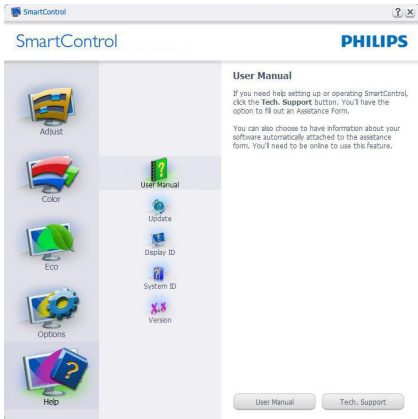 SmartControl
SmartControl
PHILIPS
Adjust
Color
Eco
Options
Help
User Manual
Update
Display ID
System ID
X.X
Version
User Manual
If you need help setting up or operating SmartControl,
click the Tech. Support button. You'll have the
option to fill out an Assistance Form.
You can also choose to have information about your
software automatically attached to the assistance
form. You'll need to be online to use this feature.
User Manual
Tech. Support